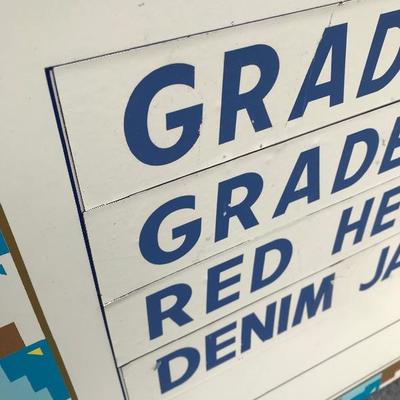 GRAD
GRADE
RED HE
DENIM JA